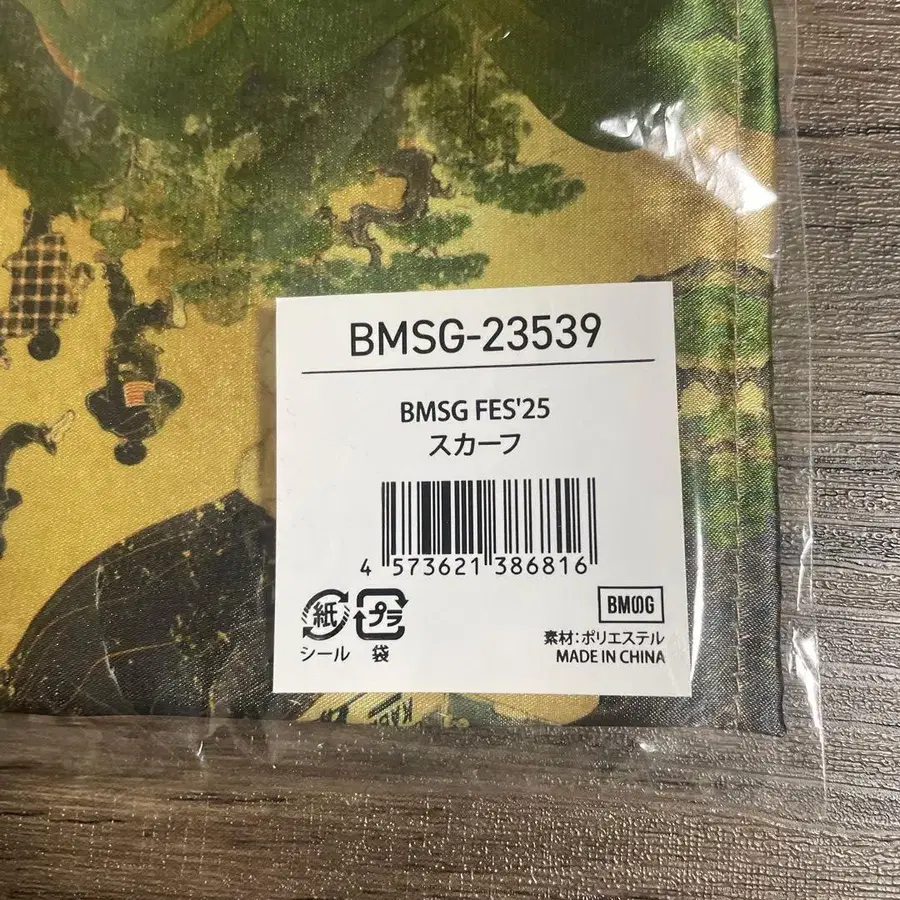 BMSG-23539
BMSG FES'25
スカーフ
4 573621 386816
紙 プラ
シール 袋
BMSG
素材:ポリエステル
MADE IN CHINA